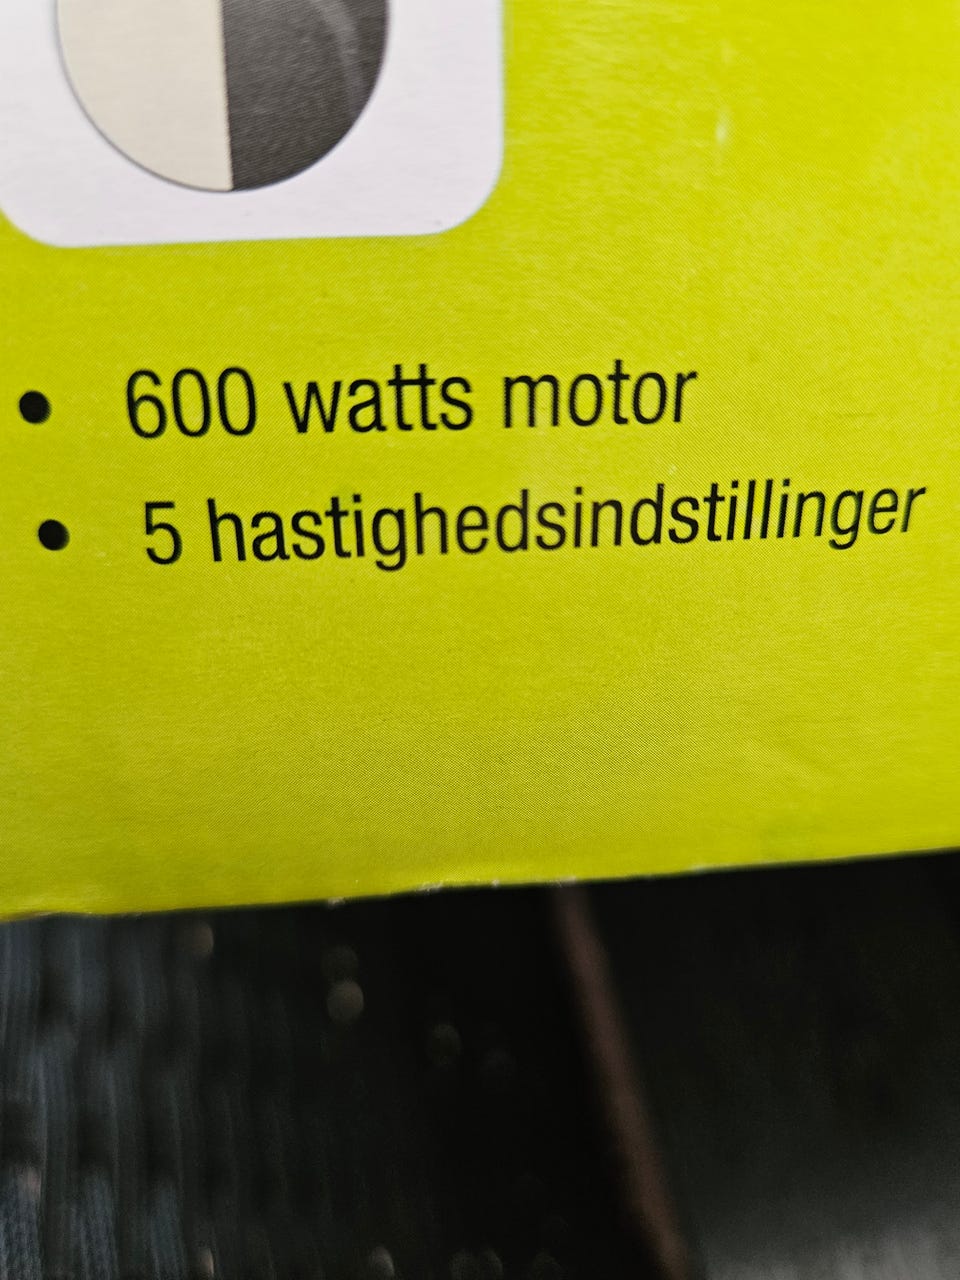 • 600 watts motor
• 5 hastighedsindstillinger